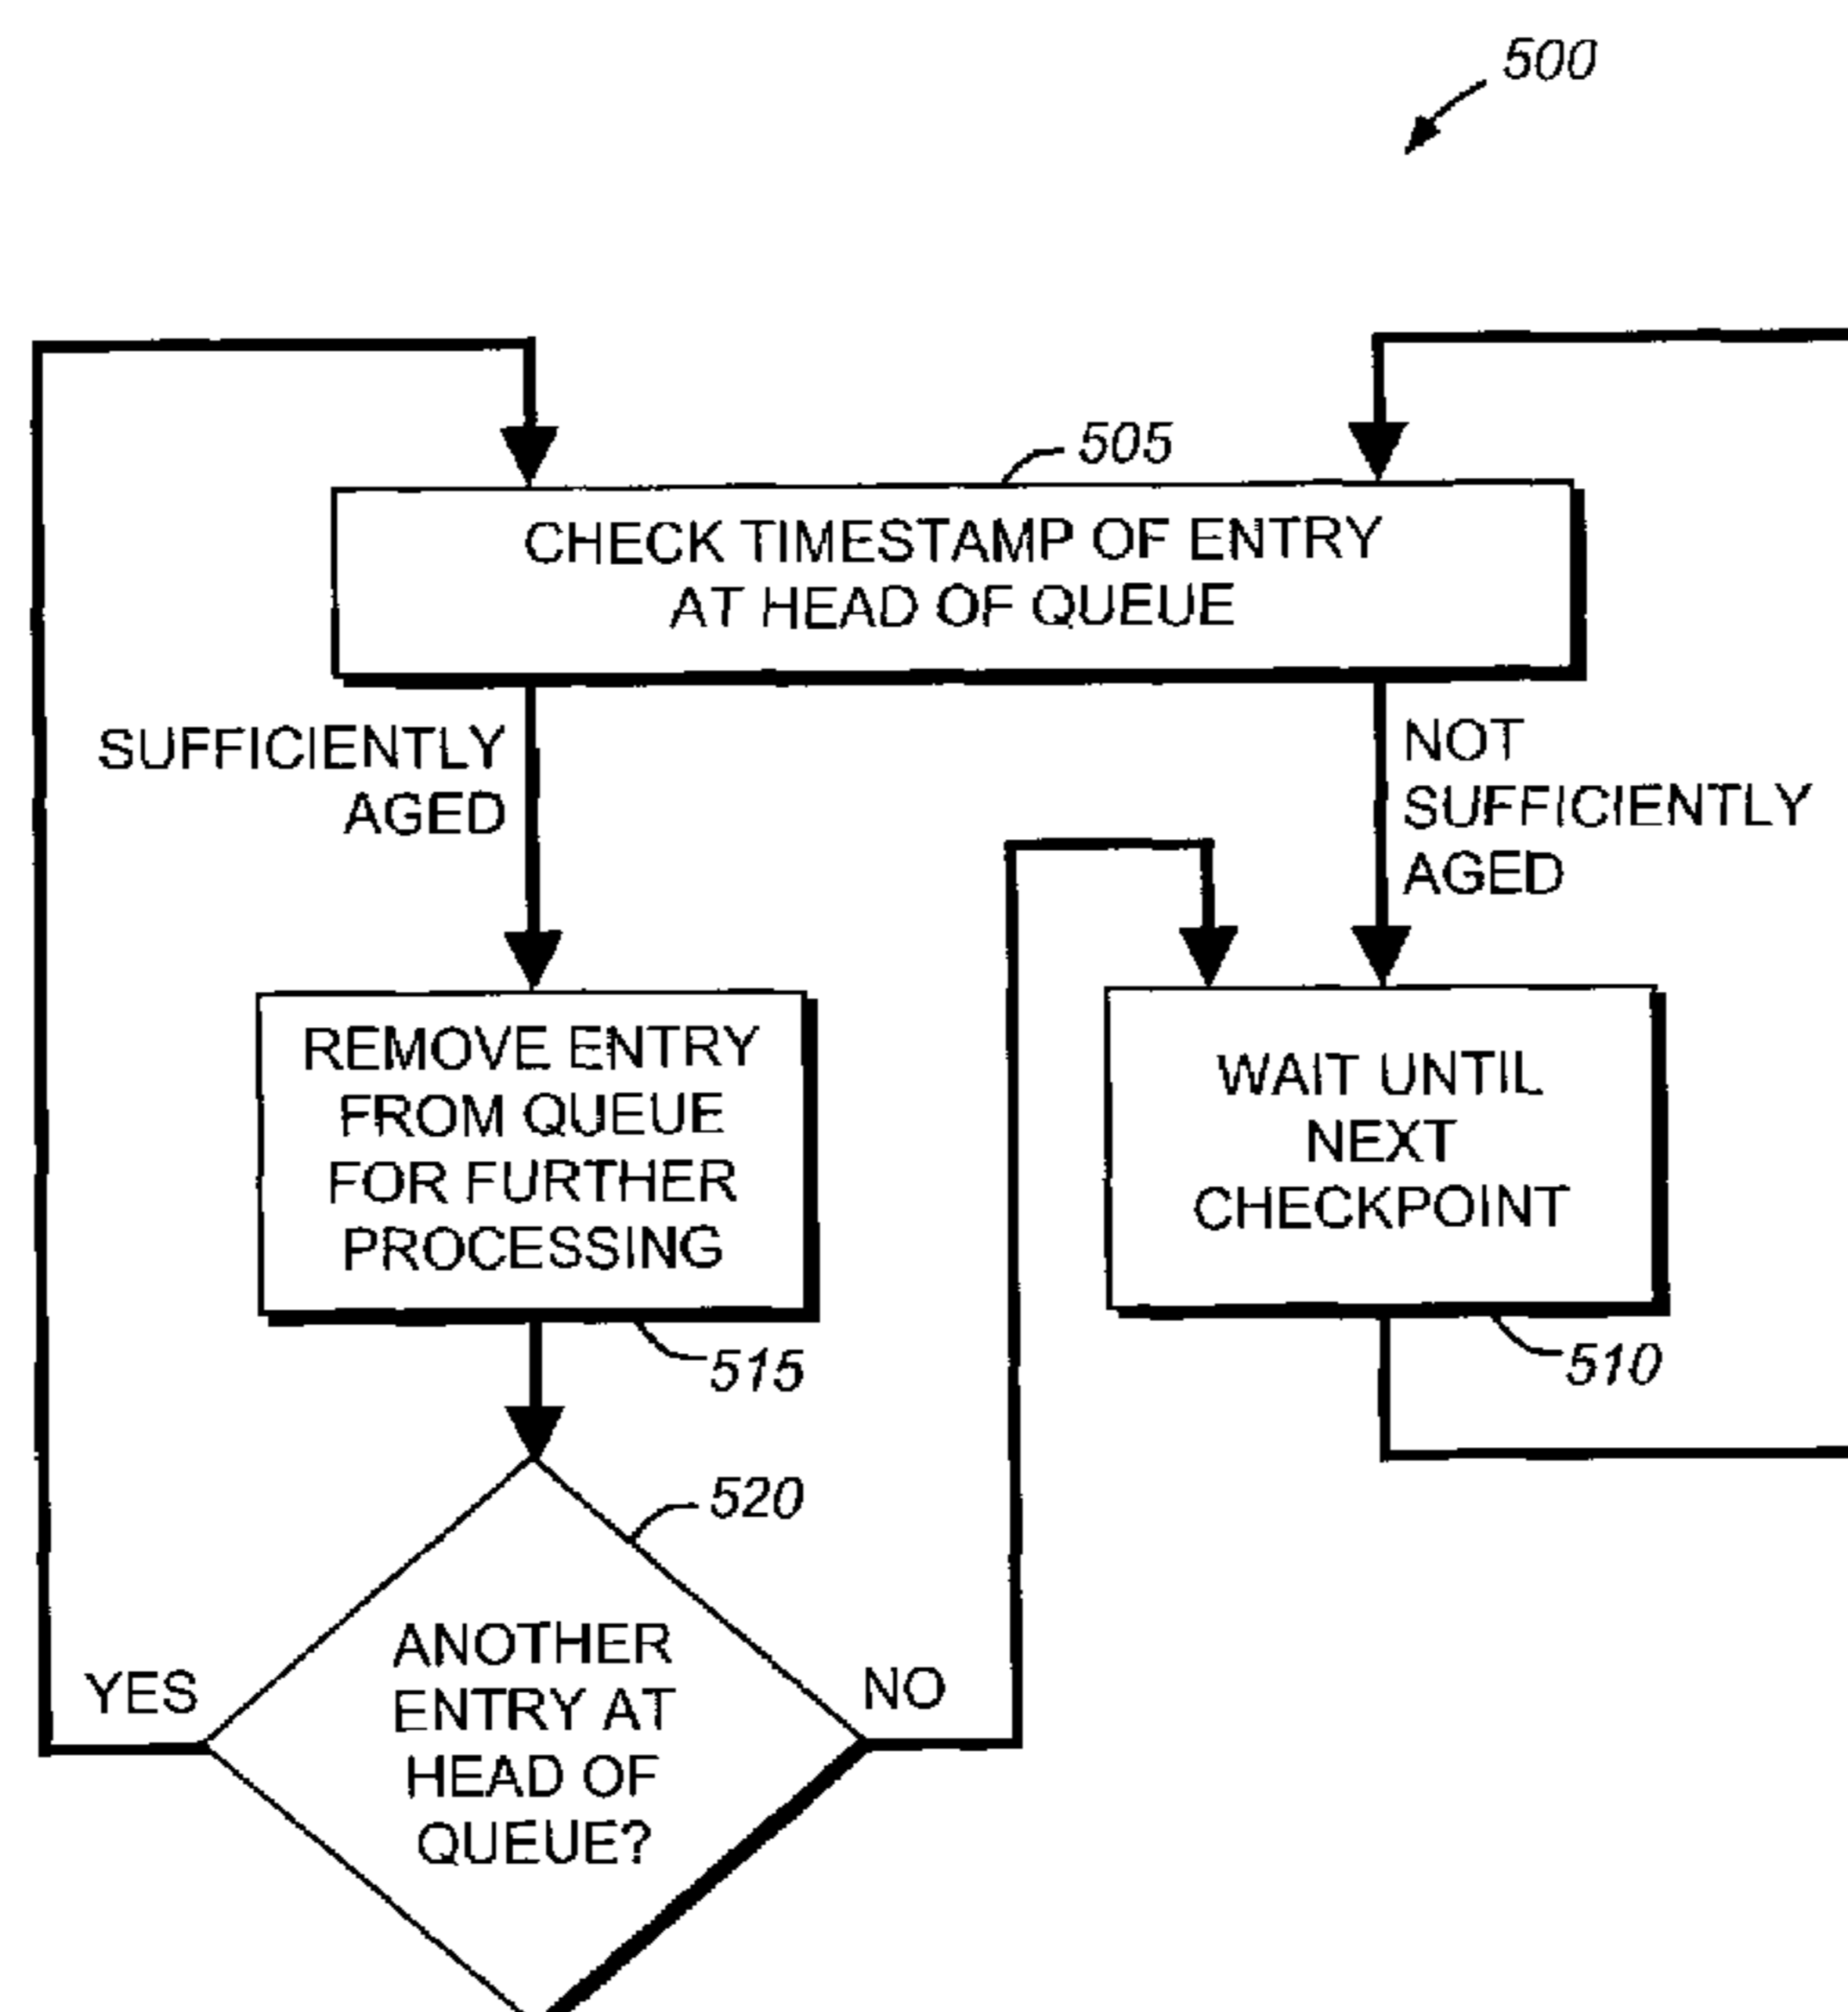 500
505
CHECK TIMESTAMP OF ENTRY
AT HEAD OF QUEUE
SUFFICIENTLY
AGED
NOT
SUFFICIENTLY
AGED
REMOVE ENTRY
FROM QUEUE
FOR FURTHER
PROCESSING
515
WAIT UNTIL
NEXT
CHECKPOINT
510
520
ANOTHER
ENTRY AT
HEAD OF
QUEUE?
YES
NO